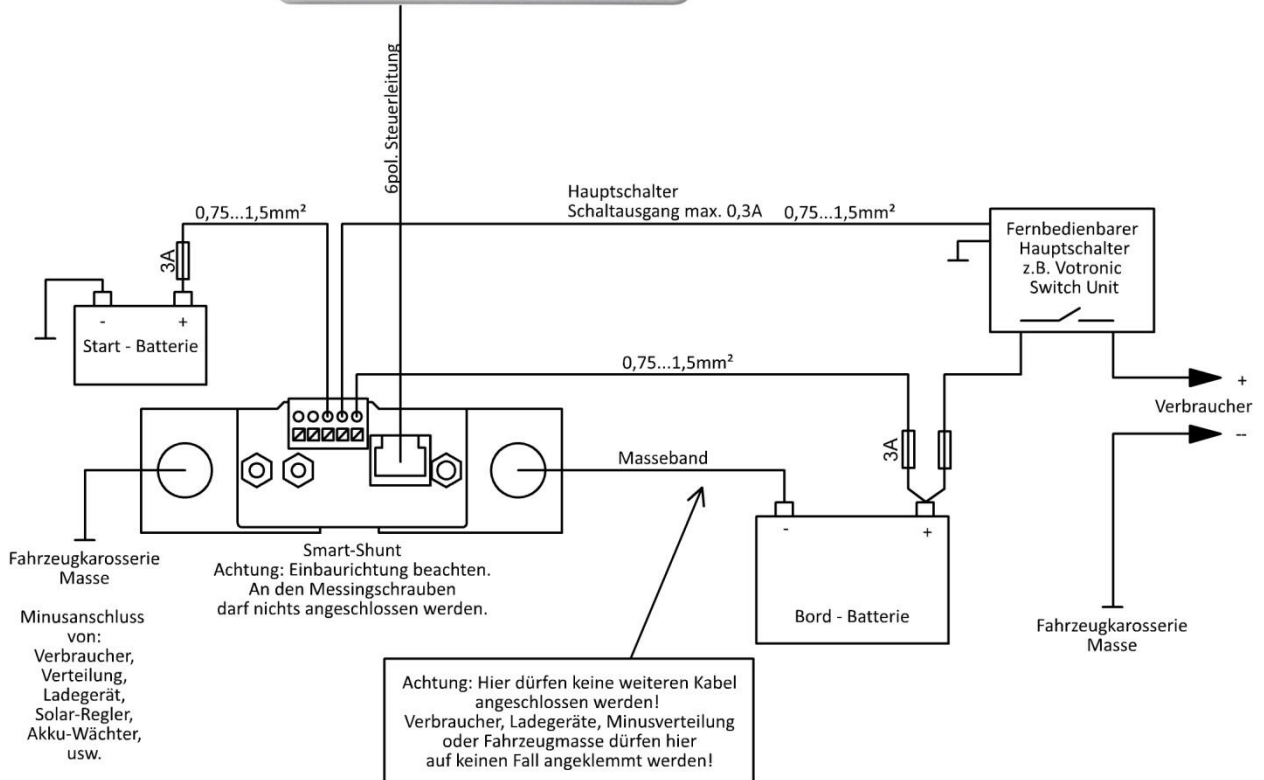 6pol. Steuerleitung
Hauptschalter
Schaltausgang max. 0,3A
0,75...1,5mm²
0,75...1,5mm²
3A
- +
Start - Batterie
Fernbedienbarer
Hauptschalter
z.B. Votronic
Switch Unit
0,75...1,5mm²
+
Verbraucher
--
3A
Masseband
- +
Bord - Batterie
Fahrzeugkarosserie
Masse
Smart-Shunt
Achtung: Einbaurichtung beachten.
An den Messingschrauben
darf nichts angeschlossen werden.
Minusanschluss
von:
Verbraucher,
Verteilung,
Ladegerät,
Solar-Regler,
Akku-Wächter,
usw.
Fahrzeugkarosserie
Masse
Achtung: Hier dürfen keine weiteren Kabel
angeschlossen werden!
Verbraucher, Ladegeräte, Minusverteilung
oder Fahrzeugmasse dürfen hier
auf keinen Fall angeklemmt werden!